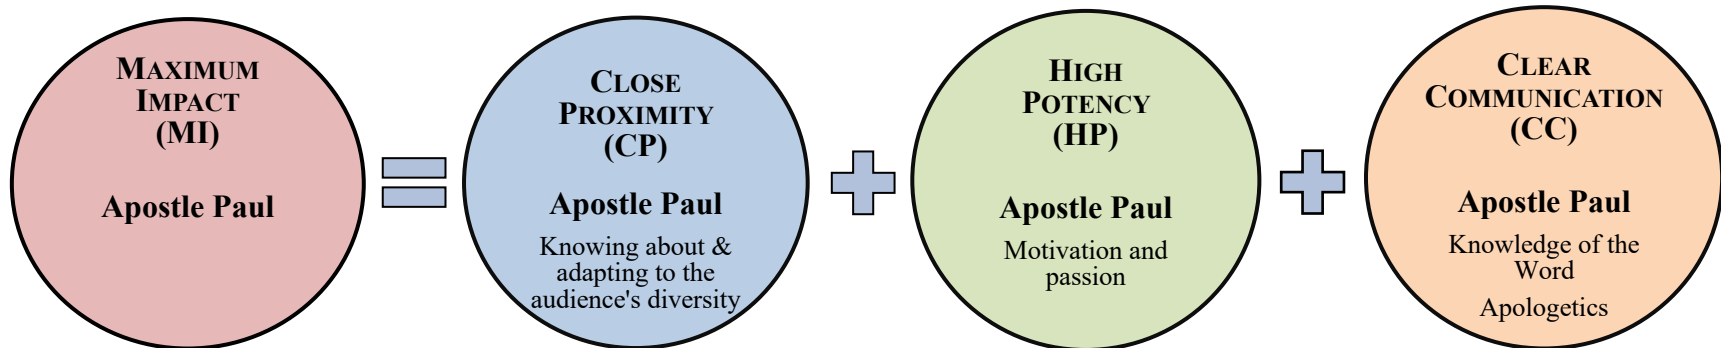 MAXIMUM
IMPACT
(MI)
Apostle Paul
CLOSE
PROXIMITY
(CP)
Apostle Paul
Knowing about &
adapting to the
audience's diversity
HIGH
POTENCY
(HP)
Apostle Paul
Motivation and
passion
CLEAR
COMMUNICATION
(CC)
Apostle Paul
Knowledge of the
Word
Apologetics